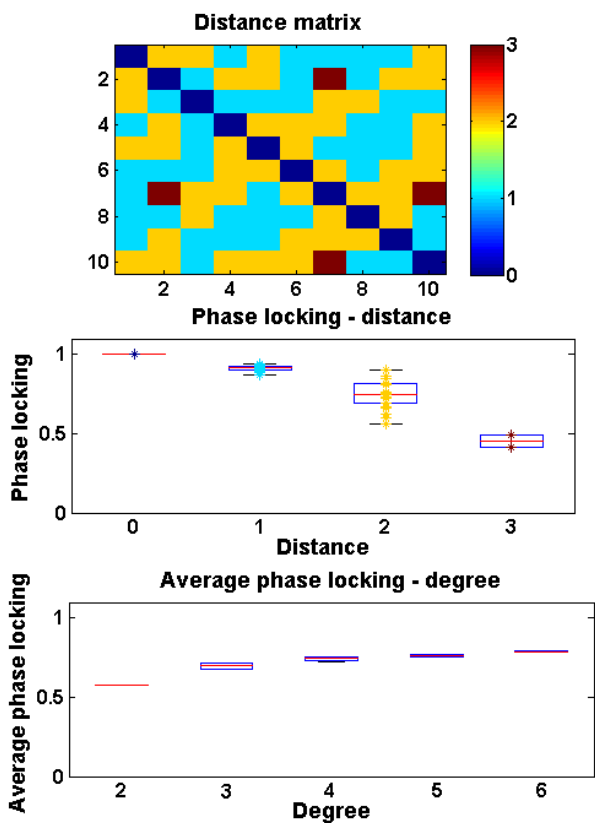 Distance matrix
2
4
6
8
10
2 4 6 8 10
3
2
1
0
Phase locking - distance
Phase locking
1
0.5
0
0 1 2 3
Distance
Average phase locking - degree
Average phase locking
1
0.5
0
2 3 4 5 6
Degree